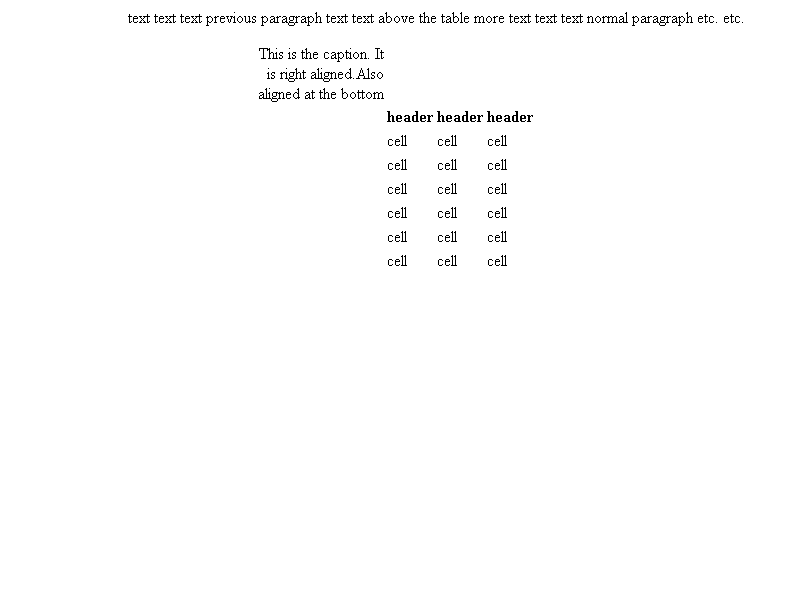 text text text previous paragraph text text above the table more text text text normal paragraph etc. etc.
This is the caption. It
is right aligned.Also
aligned at the bottom
header header header
cell cell cell
cell cell cell
cell cell cell
cell cell cell
cell cell cell
cell cell cell